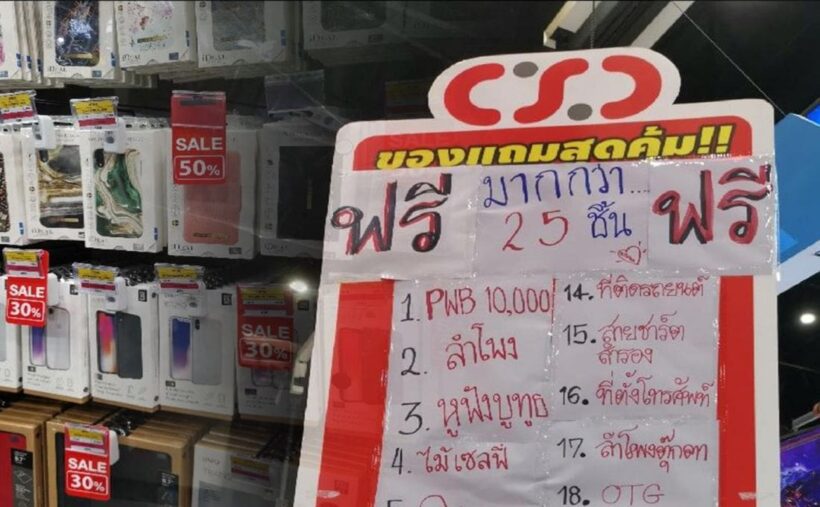 CSC
ของแถมสุดคุ้ม!!
ฟรี
มากกว่า...
25 ชิ้น
ฟรี
1. PWB 10,000
2. ลำโพง
3. หูฟังบูทูธ
4. ไม้เซลฟี่
14. ที่ติดรถยนต์
15. สายชาร์ต
สำรอง
16. ที่ตั้งโทรศัพท์
17. ลำโพงตุ๊กตา
18. OTG
SALE
50%
SALE
30%
SALE
30%
SALE
30%